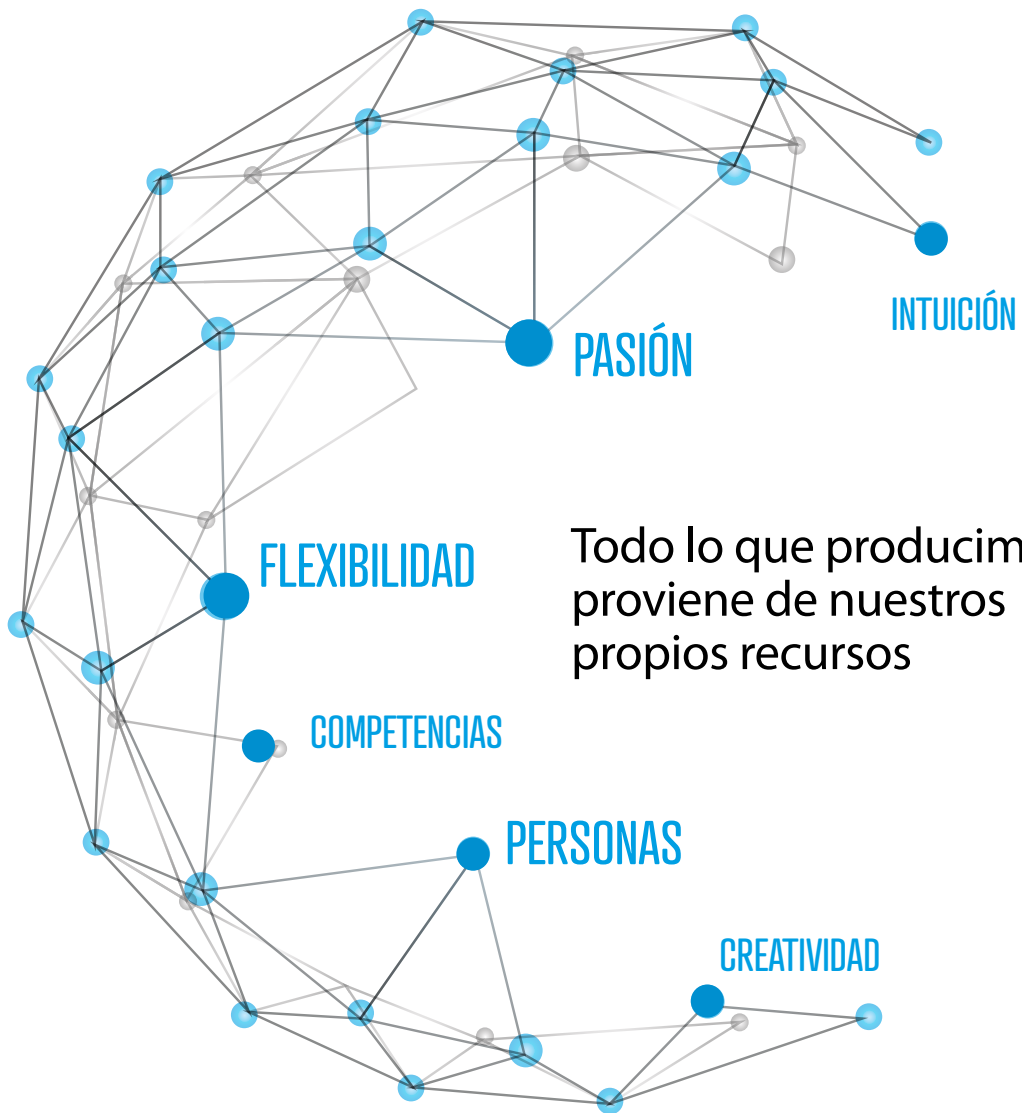 INTUICIÓN
PASIÓN
Todo lo que producim
proviene de nuestros
propios recursos
FLEXIBILIDAD
COMPETENCIAS
PERSONAS
CREATIVIDAD